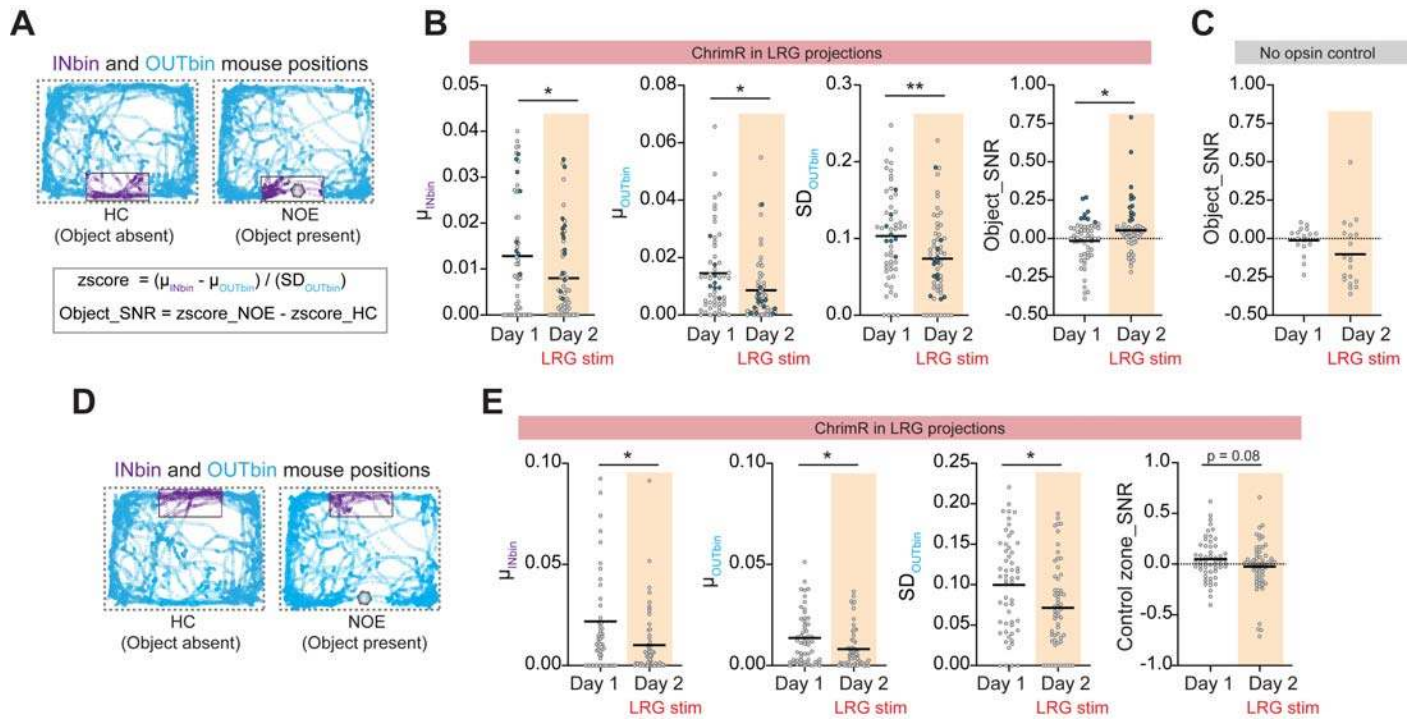 A
INbin and OUTbin mouse positions
HC
(Object absent)
NOE
(Object present)
zscore = (μINbin - μOUTbin) / (SDOUTbin)
Object_SNR = zscore_NOE - zscore_HC
B
ChrimR in LRG projections
μINbin
0.05
0.04
0.03
0.02
0.01
0.00
*
Day 1 Day 2
LRG stim
μOUTbin
0.08
0.06
0.04
0.02
0.00
*
Day 1 Day 2
LRG stim
SDOUTbin
0.3
0.2
0.1
0.0
**
Day 1 Day 2
LRG stim
Object_SNR
1.00
0.75
0.50
0.25
0.00
-0.25
-0.50
*
Day 1 Day 2
LRG stim
C
No opsin control
Object_SNR
1.00
0.75
0.50
0.25
0.00
-0.25
-0.50
Day 1 Day 2
LRG stim
D
INbin and OUTbin mouse positions
HC
(Object absent)
NOE
(Object present)
E
ChrimR in LRG projections
μINbin
0.10
0.05
0.00
*
Day 1 Day 2
LRG stim
μOUTbin
0.10
0.05
0.00
*
Day 1 Day 2
LRG stim
SDOUTbin
0.25
0.20
0.15
0.10
0.05
0.00
*
Day 1 Day 2
LRG stim
Control zone_SNR
1.0
0.5
0.0
-0.5
-1.0
p = 0.08
Day 1 Day 2
LRG stim